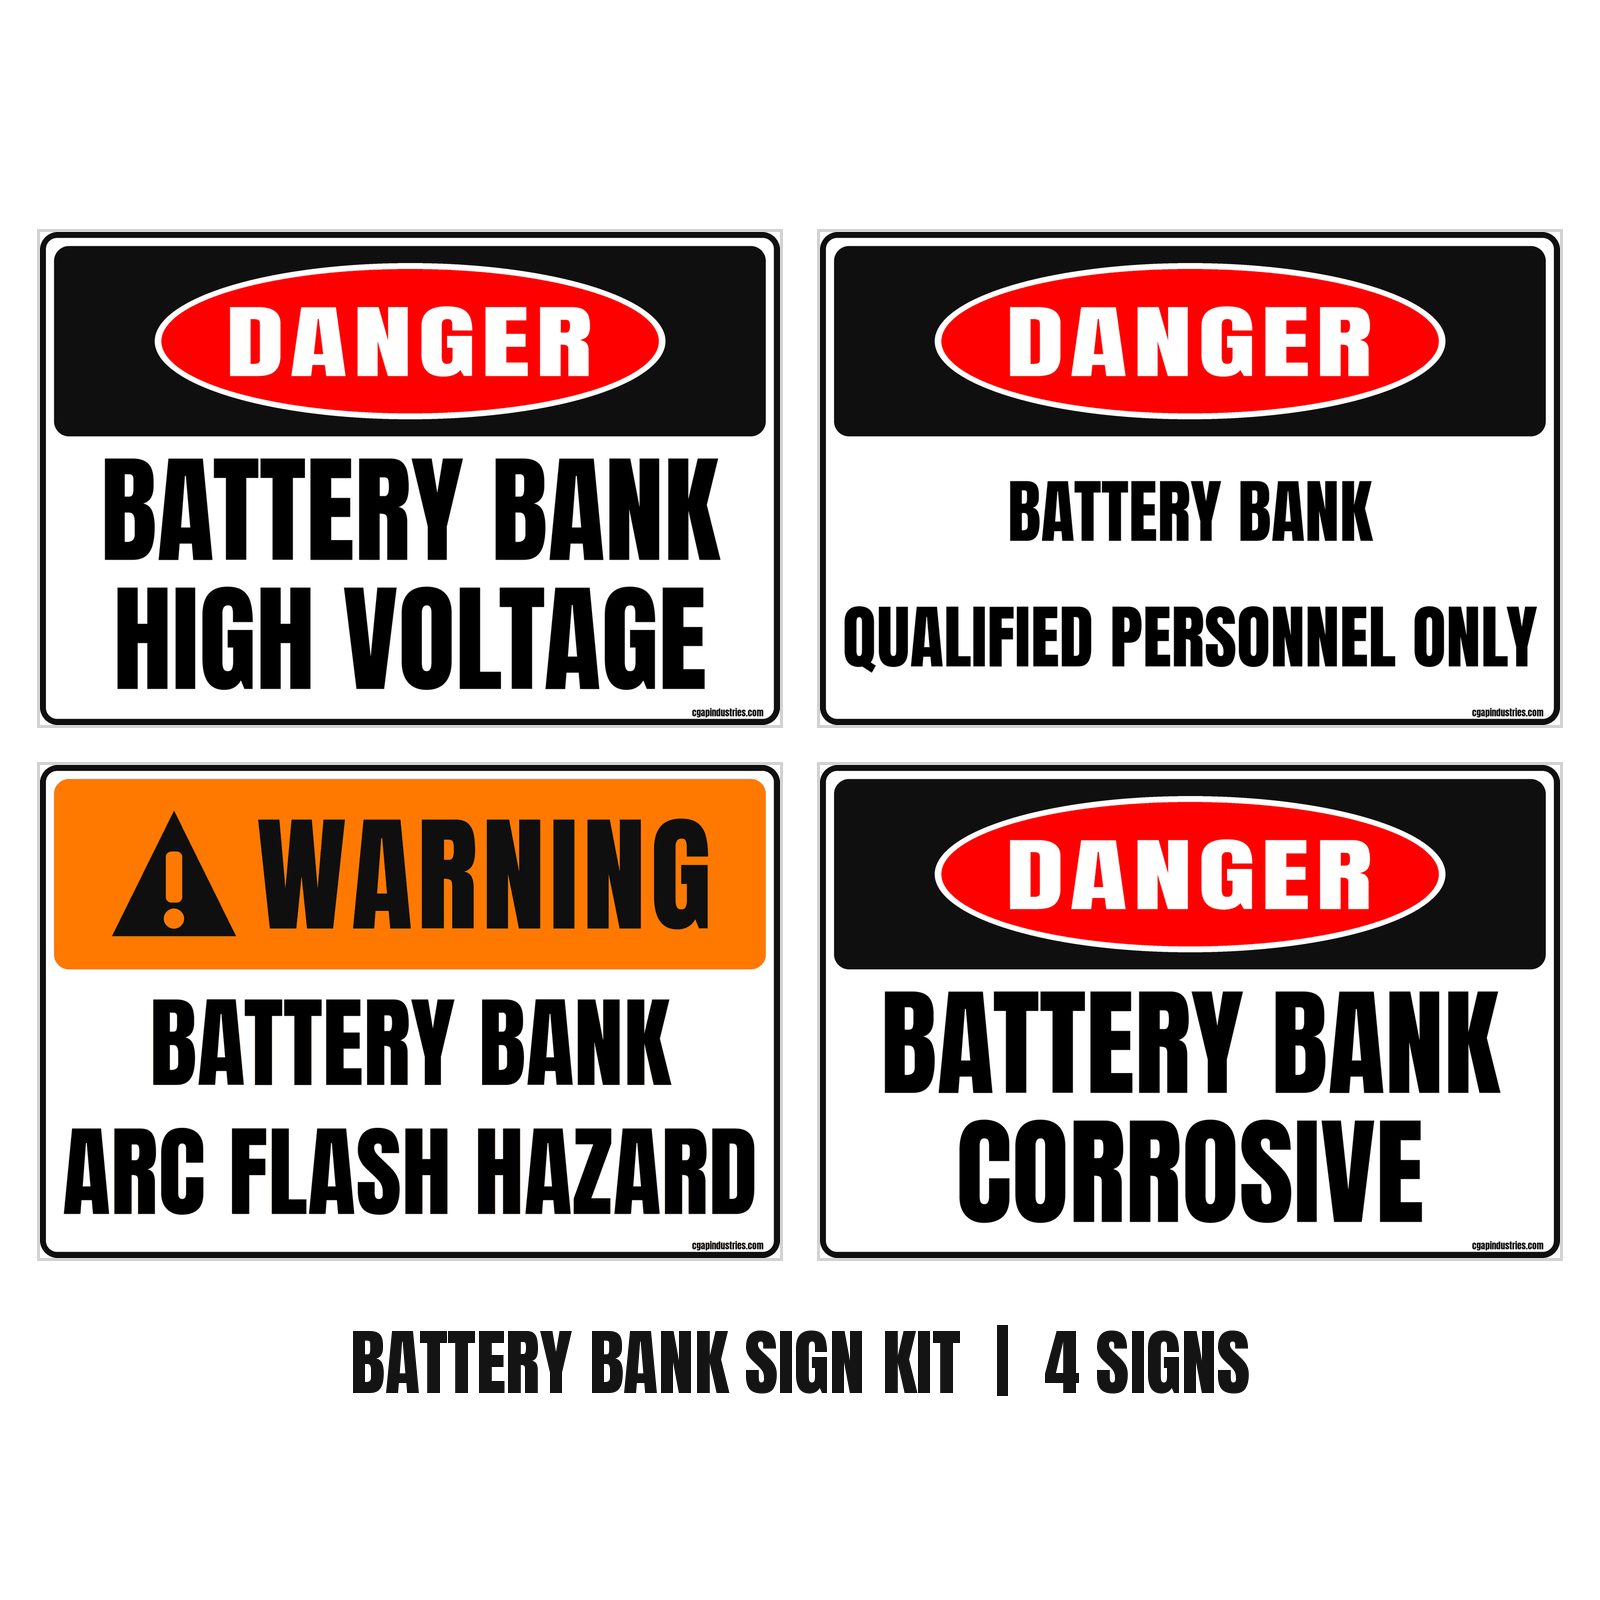 DANGER
BATTERY BANK
HIGH VOLTAGE
cgapindustries.com
DANGER
BATTERY BANK
QUALIFIED PERSONNEL ONLY
cgapindustries.com
WARNING
BATTERY BANK
ARC FLASH HAZARD
cgapindustries.com
DANGER
BATTERY BANK
CORROSIVE
cgapindustries.com
BATTERY BANK SIGN KIT | 4 SIGNS